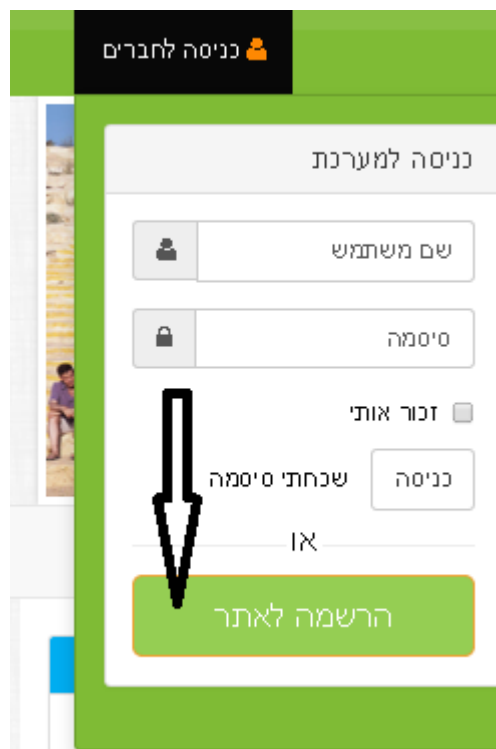 כניסה לחברים
כניסה למערכת
שם משתמש
סיסמה
זכור אותי
כניסה שכחתי סיסמה
או
הרשמה לאתר